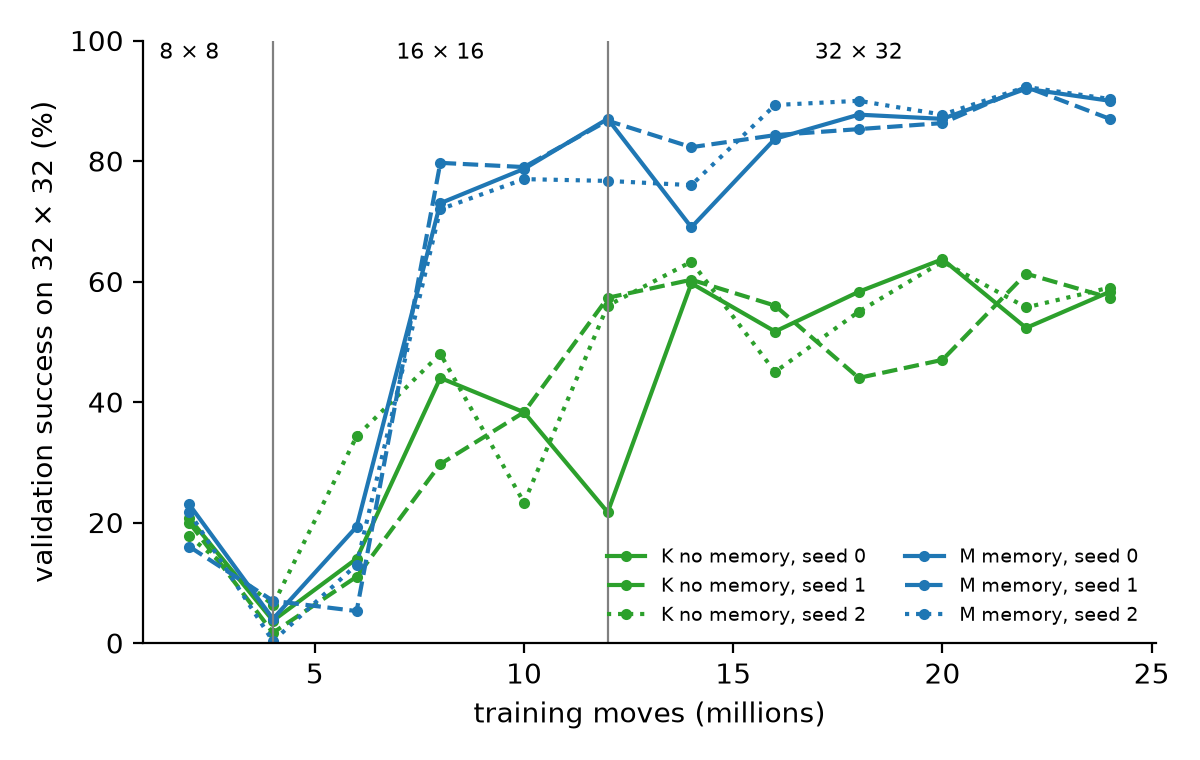 8 × 8
16 × 16
32 × 32
validation success on 32 × 32 (%)
100
80
60
40
20
0
K no memory, seed 0
K no memory, seed 1
K no memory, seed 2
M memory, seed 0
M memory, seed 1
M memory, seed 2
5
10
15
20
25
training moves (millions)